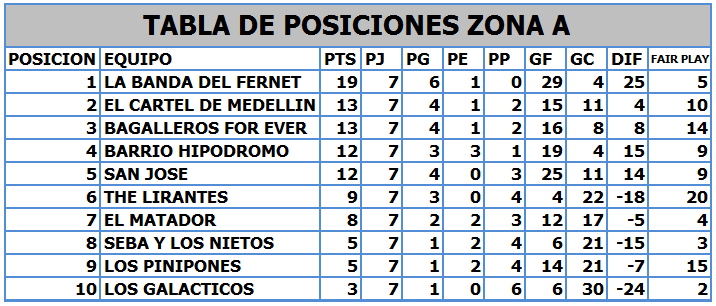 TABLA DE POSICIONES ZONA A
POSICION EQUIPO PTS PJ PG PE PP GF GC DIF FAIR PLAY
1 LA BANDA DEL FERNET 19 7 6 1 0 29 4 25 5
2 EL CARTEL DE MEDELLIN 13 7 4 1 2 15 11 4 10
3 BAGALLEROS FOR EVER 13 7 4 1 2 16 8 8 14
4 BARRIO HIPODROMO 12 7 3 3 1 19 4 15 9
5 SAN JOSE 12 7 4 0 3 25 11 14 9
6 THE LIRANTES 9 7 3 0 4 4 22 -18 20
7 EL MATADOR 8 7 2 2 3 12 17 -5 4
8 SEBA Y LOS NIETOS 5 7 1 2 4 6 21 -15 3
9 LOS PINIPONES 5 7 1 2 4 14 21 -7 15
10 LOS GALACTICOS 3 7 1 0 6 6 30 -24 2